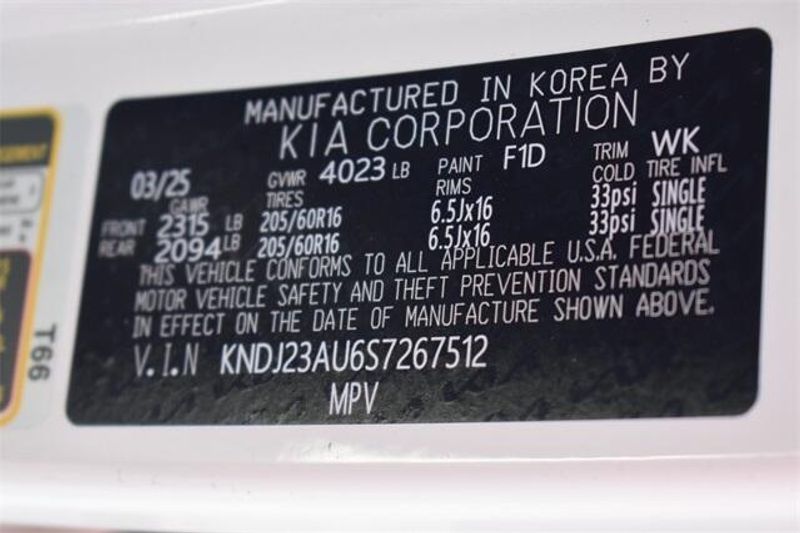 MANUFACTURED IN KOREA BY
KIA CORPORATION
03/25 GVWR 4023 LB PAINT F1D TRIM WK
GAWR TIRES RIMS COLD TIRE INFL
FRONT 2315 LB 205/60R16 6.5Jx16 33psi SINGLE
REAR 2094 LB 205/60R16 6.5Jx16 33psi SINGLE
THIS VEHICLE CONFORMS TO ALL APPLICABLE U.S.A. FEDERAL
MOTOR VEHICLE SAFETY AND THEFT PREVENTION STANDARDS
IN EFFECT ON THE DATE OF MANUFACTURE SHOWN ABOVE.
V.I.N KNDJ23AU6S7267512
MPV
T66